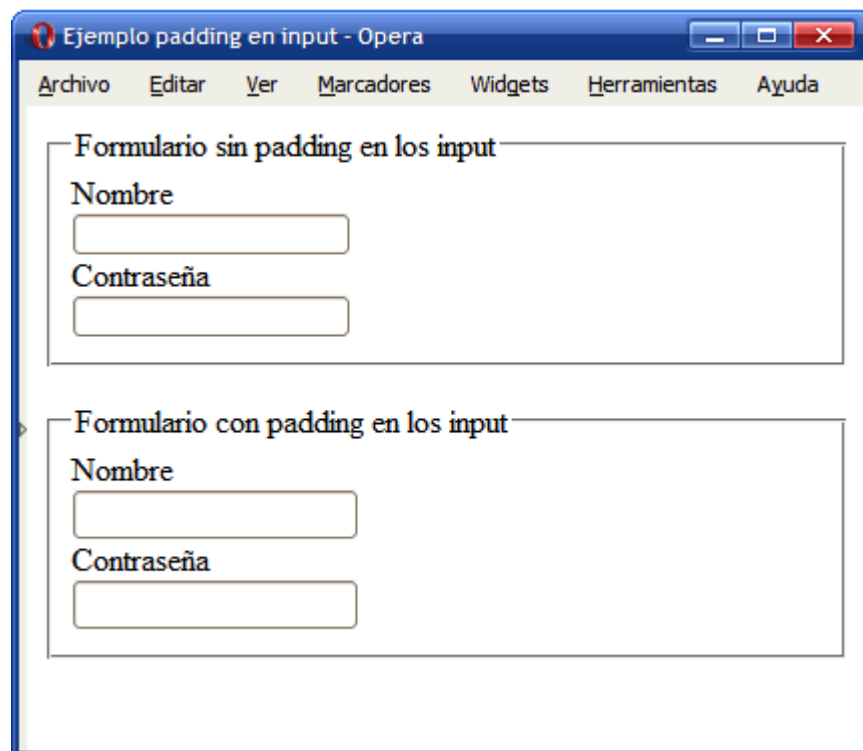 Ejemplo padding en input - Opera
Archivo Editar Ver Marcadores Widgets Herramientas Ayuda
Formulario sin padding en los input
Nombre
Contraseña
Formulario con padding en los input
Nombre
Contraseña